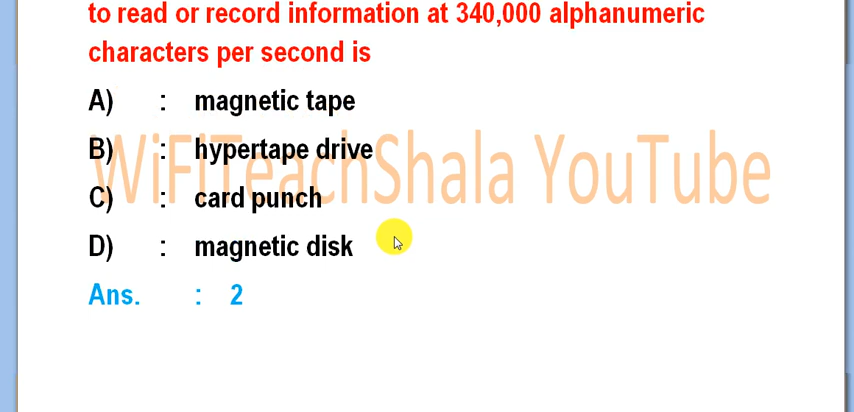 to read or record information at 340,000 alphanumeric
characters per second is
A) : magnetic tape
B) : hypertape drive
WiFiTeachShala YouTube
C) : card punch
D) : magnetic disk
Ans. : 2